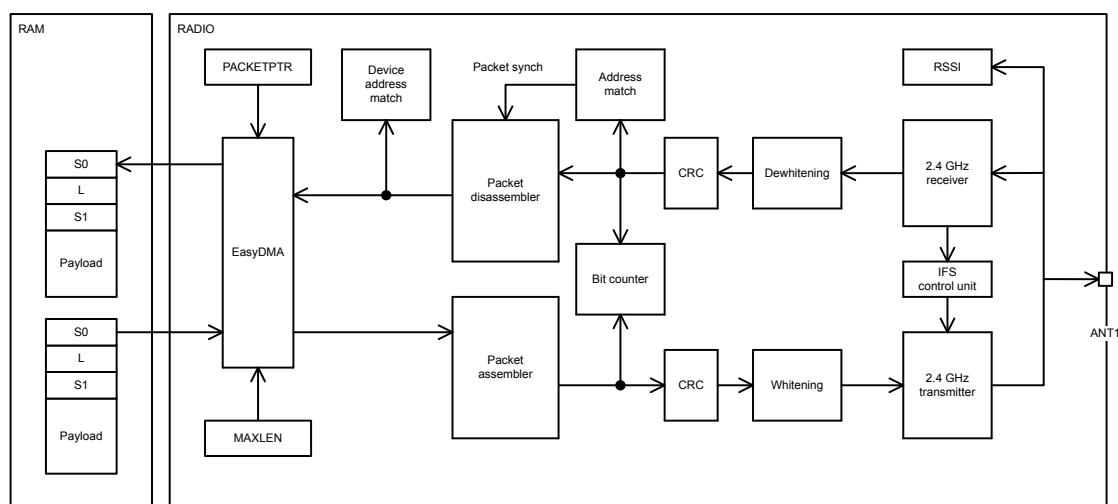 RAM
RADIO
PACKETPTR
Device
address
match
Packet synch
Address
match
RSSI
S0
L
S1
Payload
EasyDMA
Packet
disassembler
CRC
Dewhitening
2.4 GHz
receiver
Bit counter
IFS
control unit
ANT1
S0
L
S1
Payload
Packet
assembler
CRC
Whitening
2.4 GHz
transmitter
MAXLEN